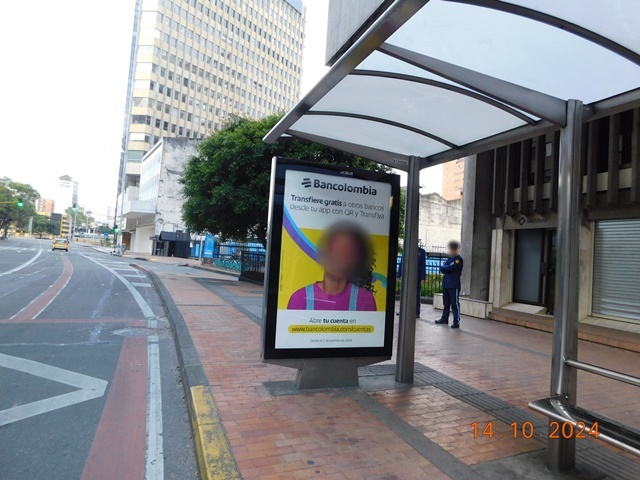 Bancolombia
Transfiere gratis a otros bancos
desde tu app con QR y Transfiya
Abre tu cuenta en
www.bancolombia.com/cuentas
14.10.2024